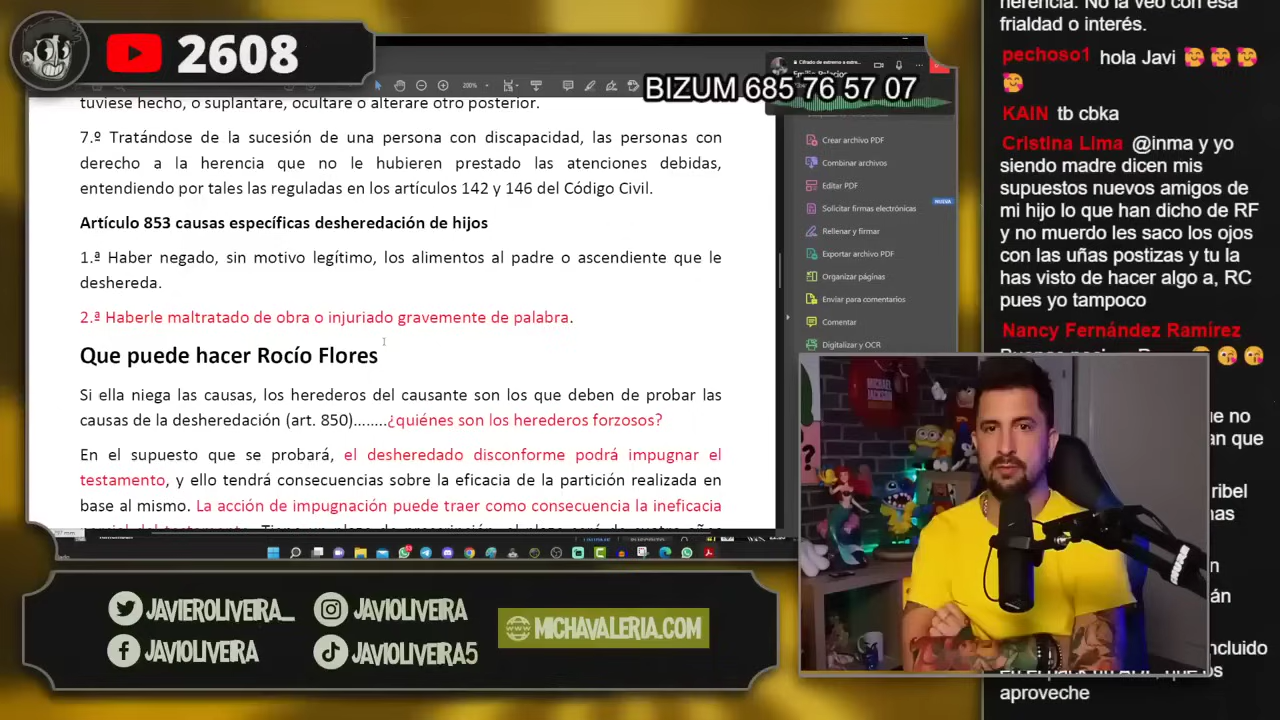 2608
BIZUM 685 76 57 07
tuviese hecho, o suplantare, ocultare o alterare otro posterior.
7.º Tratándose de la sucesión de una persona con discapacidad, las personas con
derecho a la herencia que no le hubieren prestado las atenciones debidas,
entendiendo por tales las reguladas en los artículos 142 y 146 del Código Civil.
Artículo 853 causas específicas desheredación de hijos
1.ª Haber negado, sin motivo legítimo, los alimentos al padre o ascendiente que le
deshereda.
2.ª Haberle maltratado de obra o injuriado gravemente de palabra.
Que puede hacer Rocío Flores
Si ella niega las causas, los herederos del causante son los que deben de probar las
causas de la desheredación (art. 850)........¿quiénes son los herederos forzosos?
En el supuesto que se probará, el desheredado disconforme podrá impugnar el
testamento, y ello tendrá consecuencias sobre la eficacia de la partición realizada en
base al mismo. La acción de impugnación puede traer como consecuencia la ineficacia
200%
Crear archivo PDF
Combinar archivos
Editar PDF
Solicitar firmas electrónicas
NUEVA
Rellenar y firmar
Exportar archivo PDF
Organizar páginas
Enviar para comentarios
Comentar
Digitalizar y OCR
MICHAEL
JACKSON
herencia. No la veo con esa
frialdad o interés.
pechoso1 hola Javi
KAIN tb cbka
Cristina Lima @inma y yo
siendo madre dicen mis
supuestos nuevos amigos de
mi hijo lo que han dicho de RF
y no muerdo les saco los ojos
con las uñas postizas y tu la
has visto de hacer algo a, RC
pues yo tampoco
Nancy Fernández Ramírez
aproveche
JAVIEROLIVEIRA_
JAVIOLIVEIRA
JAVIOLIVEIRA
JAVIOLIVEIRA5
MICHAVALERIA.COM